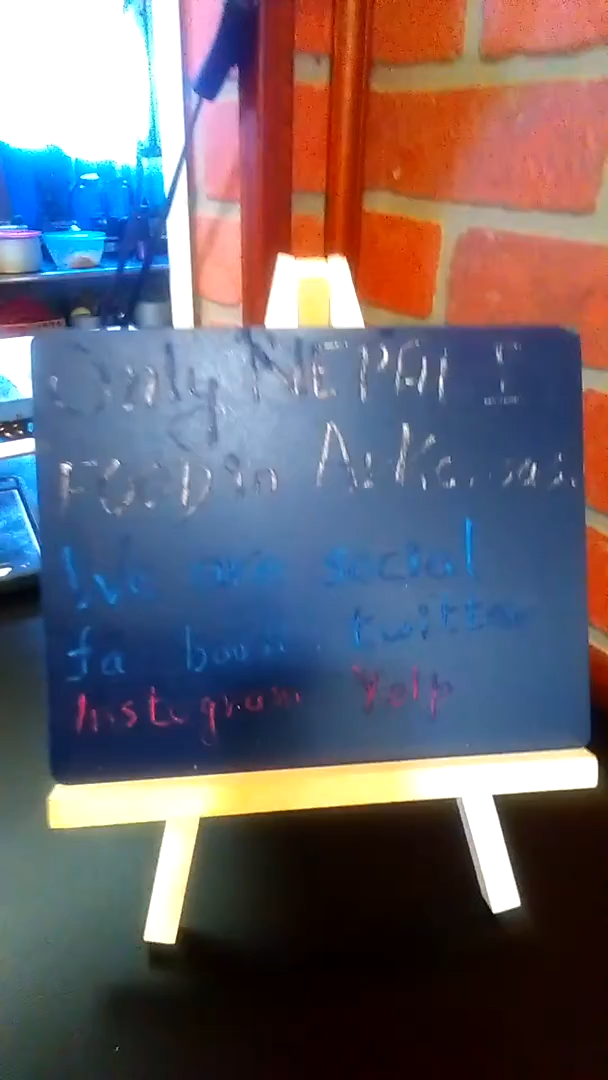 Only NEPALI
FOOD in Arkansas
We are social
fa book, twitter
Instagram Yelp